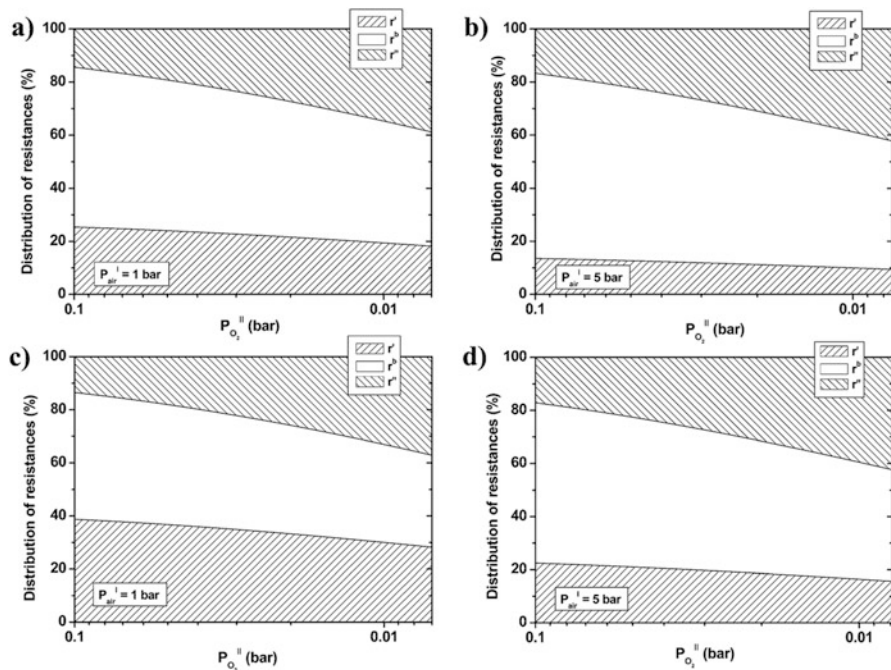 a)
Distribution of resistances (%)
100
80
60
40
20
0
r'
r^b
r''
P_air^I = 1 bar
0.1
0.01
P_O2^II (bar)
b)
Distribution of resistances (%)
100
80
60
40
20
0
r'
r^b
r''
P_air^I = 5 bar
0.1
0.01
P_O2^II (bar)
c)
Distribution of resistances (%)
100
80
60
40
20
0
r'
r^b
r''
P_air^I = 1 bar
0.1
0.01
P_O2^II (bar)
d)
Distribution of resistances (%)
100
80
60
40
20
0
r'
r^b
r''
P_air^I = 5 bar
0.1
0.01
P_O2^II (bar)